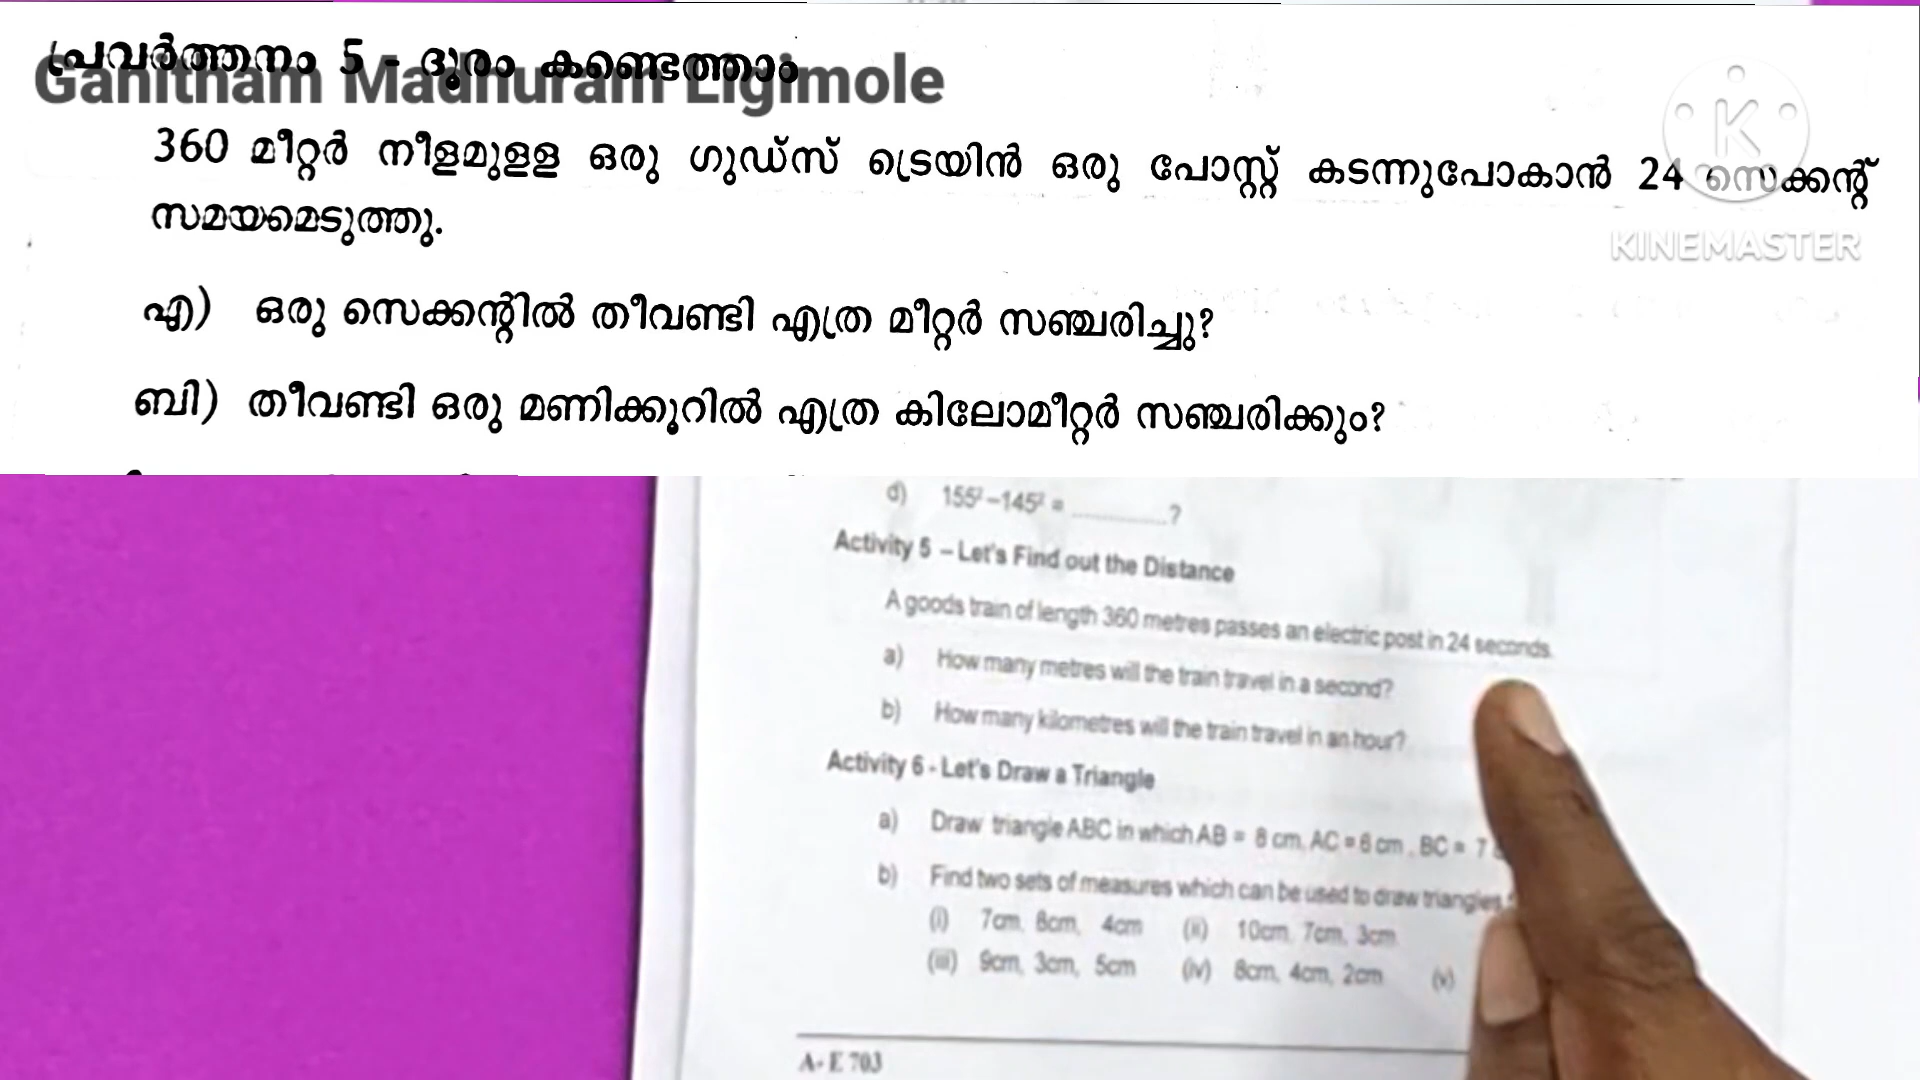 പ്രവർത്തനം 5 - ദൂരം കണ്ടെത്താം
Ganitham Madhuram Ligimole
360 മീറ്റർ നീളമുളള ഒരു ഗുഡ്സ് ട്രെയിൻ ഒരു പോസ്റ്റ് കടന്നുപോകാൻ 24 സെക്കന്റ്
സമയമെടുത്തു.
KINEMASTER
എ) ഒരു സെക്കന്റിൽ തീവണ്ടി എത്ര മീറ്റർ സഞ്ചരിച്ചു?
ബി) തീവണ്ടി ഒരു മണിക്കൂറിൽ എത്ര കിലോമീറ്റർ സഞ്ചരിക്കും?
d) 155² – 145² = ............?
Activity 5 – Let's Find out the Distance
A goods train of length 360 metres passes an electric post in 24 seconds.
a) How many metres will the train travel in a second?
b) How many kilometres will the train travel in an hour?
Activity 6 - Let's Draw a Triangle
a) Draw triangle ABC in which AB = 8 cm, AC = 6 cm , BC = 7
b) Find two sets of measures which can be used to draw triangles
(i) 7cm, 8cm, 4cm (ii) 10cm, 7cm, 3cm
(iii) 9cm, 3cm, 5cm (iv) 8cm, 4cm, 2cm (v)
A- E 703